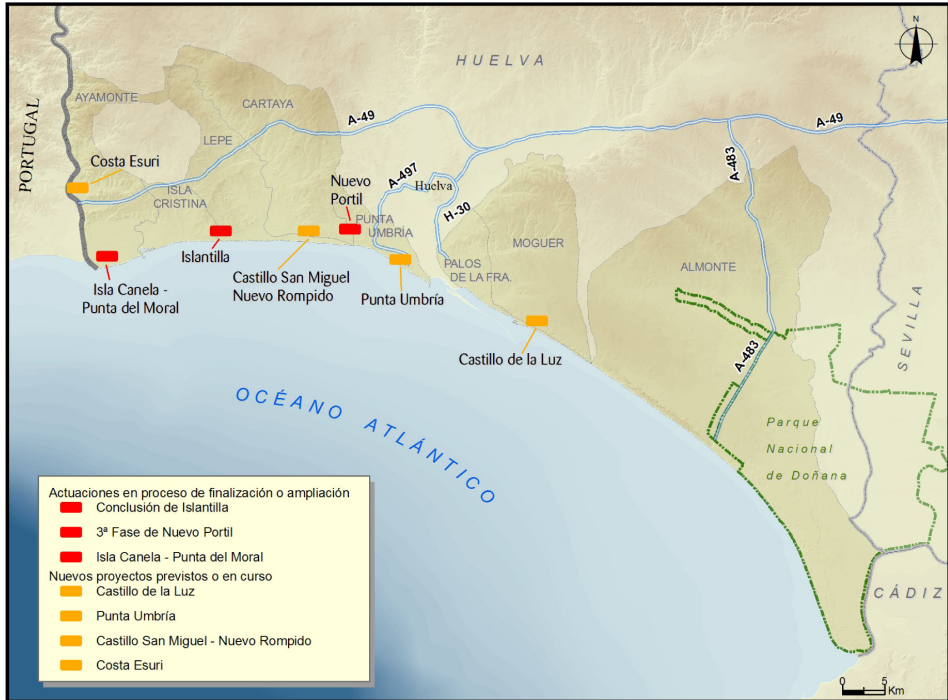 N
HUELVA
AYAMONTE
CARTAYA
A-49
A-49
LEPE
A-483
PORTUGAL
Costa Esuri
A-497
Nuevo
Portil
Huelva
ISLA
CRISTINA
H-30
PUNTA
UMBRÍA
MOGUER
Islantilla
PALOS
DE LA FRA.
ALMONTE
Castillo San Miguel
Nuevo Rompido
Isla Canela -
Punta del Moral
Punta Umbría
SEVILLA
Castillo de la Luz
A-483
OCÉANO ATLÁNTICO
Parque
Nacional
de Doñana
Actuaciones en proceso de finalización o ampliación
Conclusión de Islantilla
3ª Fase de Nuevo Portil
Isla Canela - Punta del Moral
Nuevos proyectos previstos o en curso
Castillo de la Luz
Punta Umbría
Castillo San Miguel - Nuevo Rompido
Costa Esuri
CÁDIZ
0 5
Km